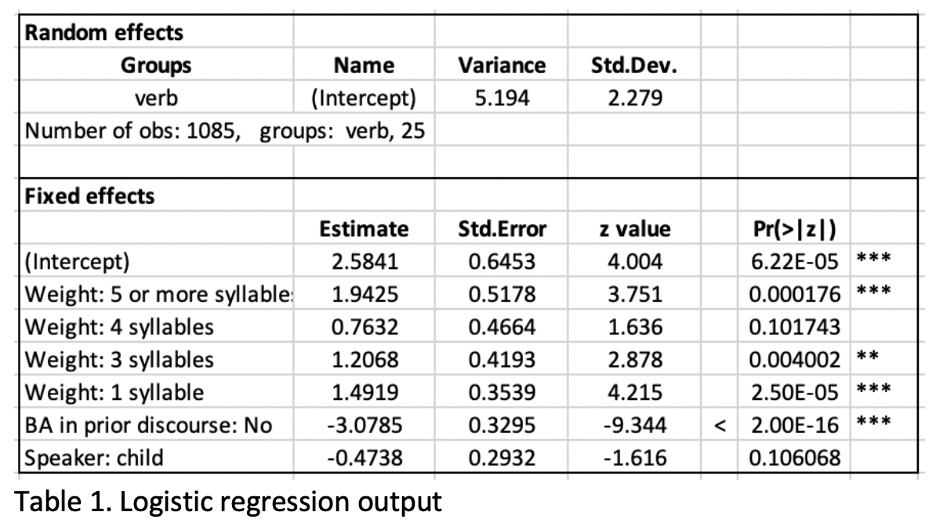 Random effects
Groups Name Variance Std.Dev.
verb (Intercept) 5.194 2.279
Number of obs: 1085, groups: verb, 25
Fixed effects
Estimate Std.Error z value Pr(>|z|)
(Intercept) 2.5841 0.6453 4.004 6.22E-05 ***
Weight: 5 or more syllable 1.9425 0.5178 3.751 0.000176 ***
Weight: 4 syllables 0.7632 0.4664 1.636 0.101743
Weight: 3 syllables 1.2068 0.4193 2.878 0.004002 **
Weight: 1 syllable 1.4919 0.3539 4.215 2.50E-05 ***
BA in prior discourse: No -3.0785 0.3295 -9.344 < 2.00E-16 ***
Speaker: child -0.4738 0.2932 -1.616 0.106068
Table 1. Logistic regression output